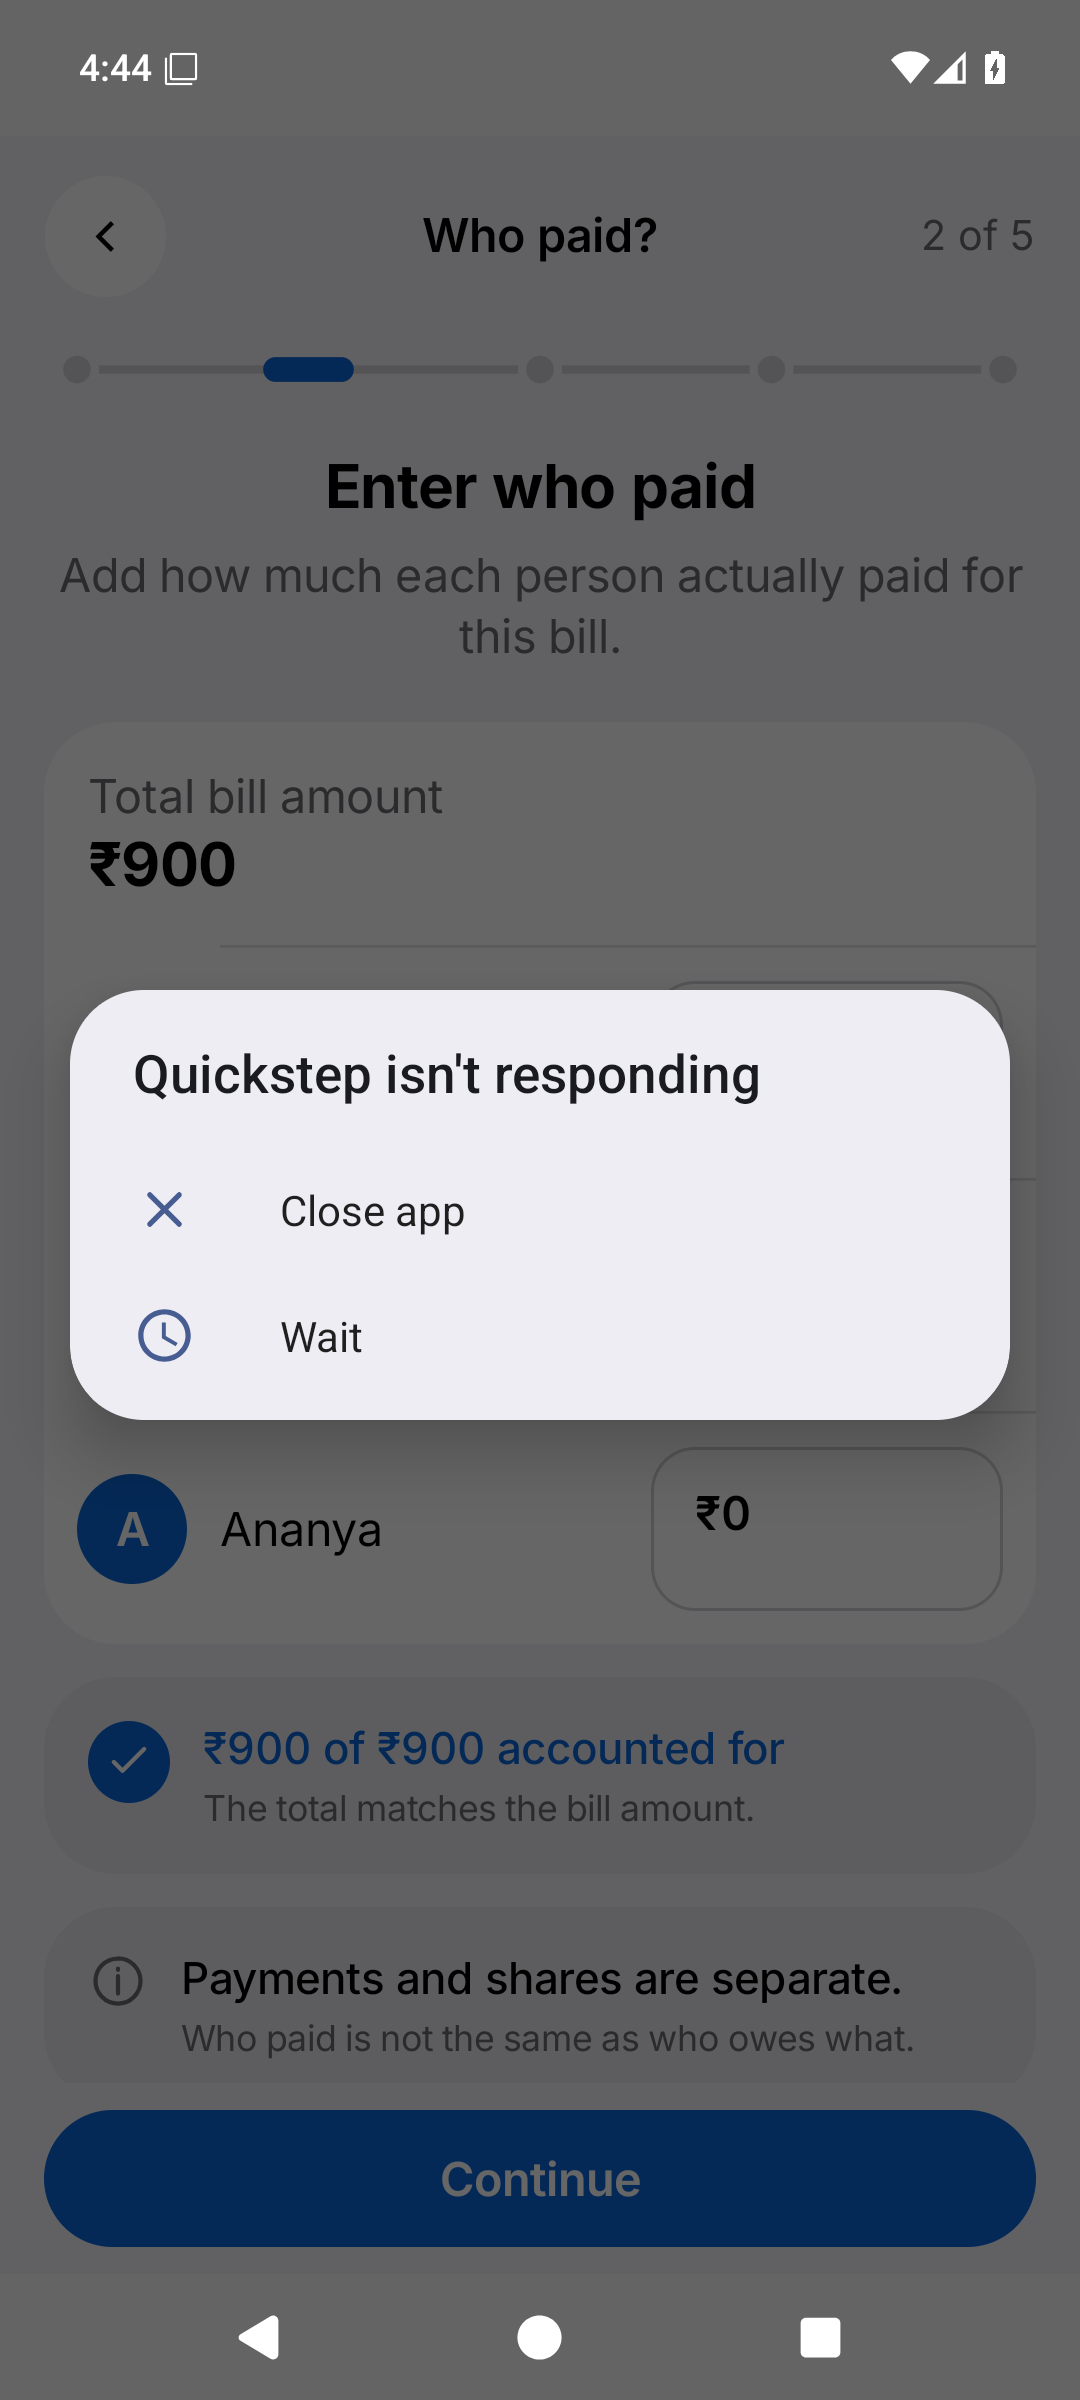 4:44
Who paid?
2 of 5
Enter who paid
Add how much each person actually paid for
this bill.
Total bill amount
₹900
Quickstep isn't responding
Close app
Wait
A
Ananya
₹0
₹900 of ₹900 accounted for
The total matches the bill amount.
Payments and shares are separate.
Who paid is not the same as who owes what.
Continue